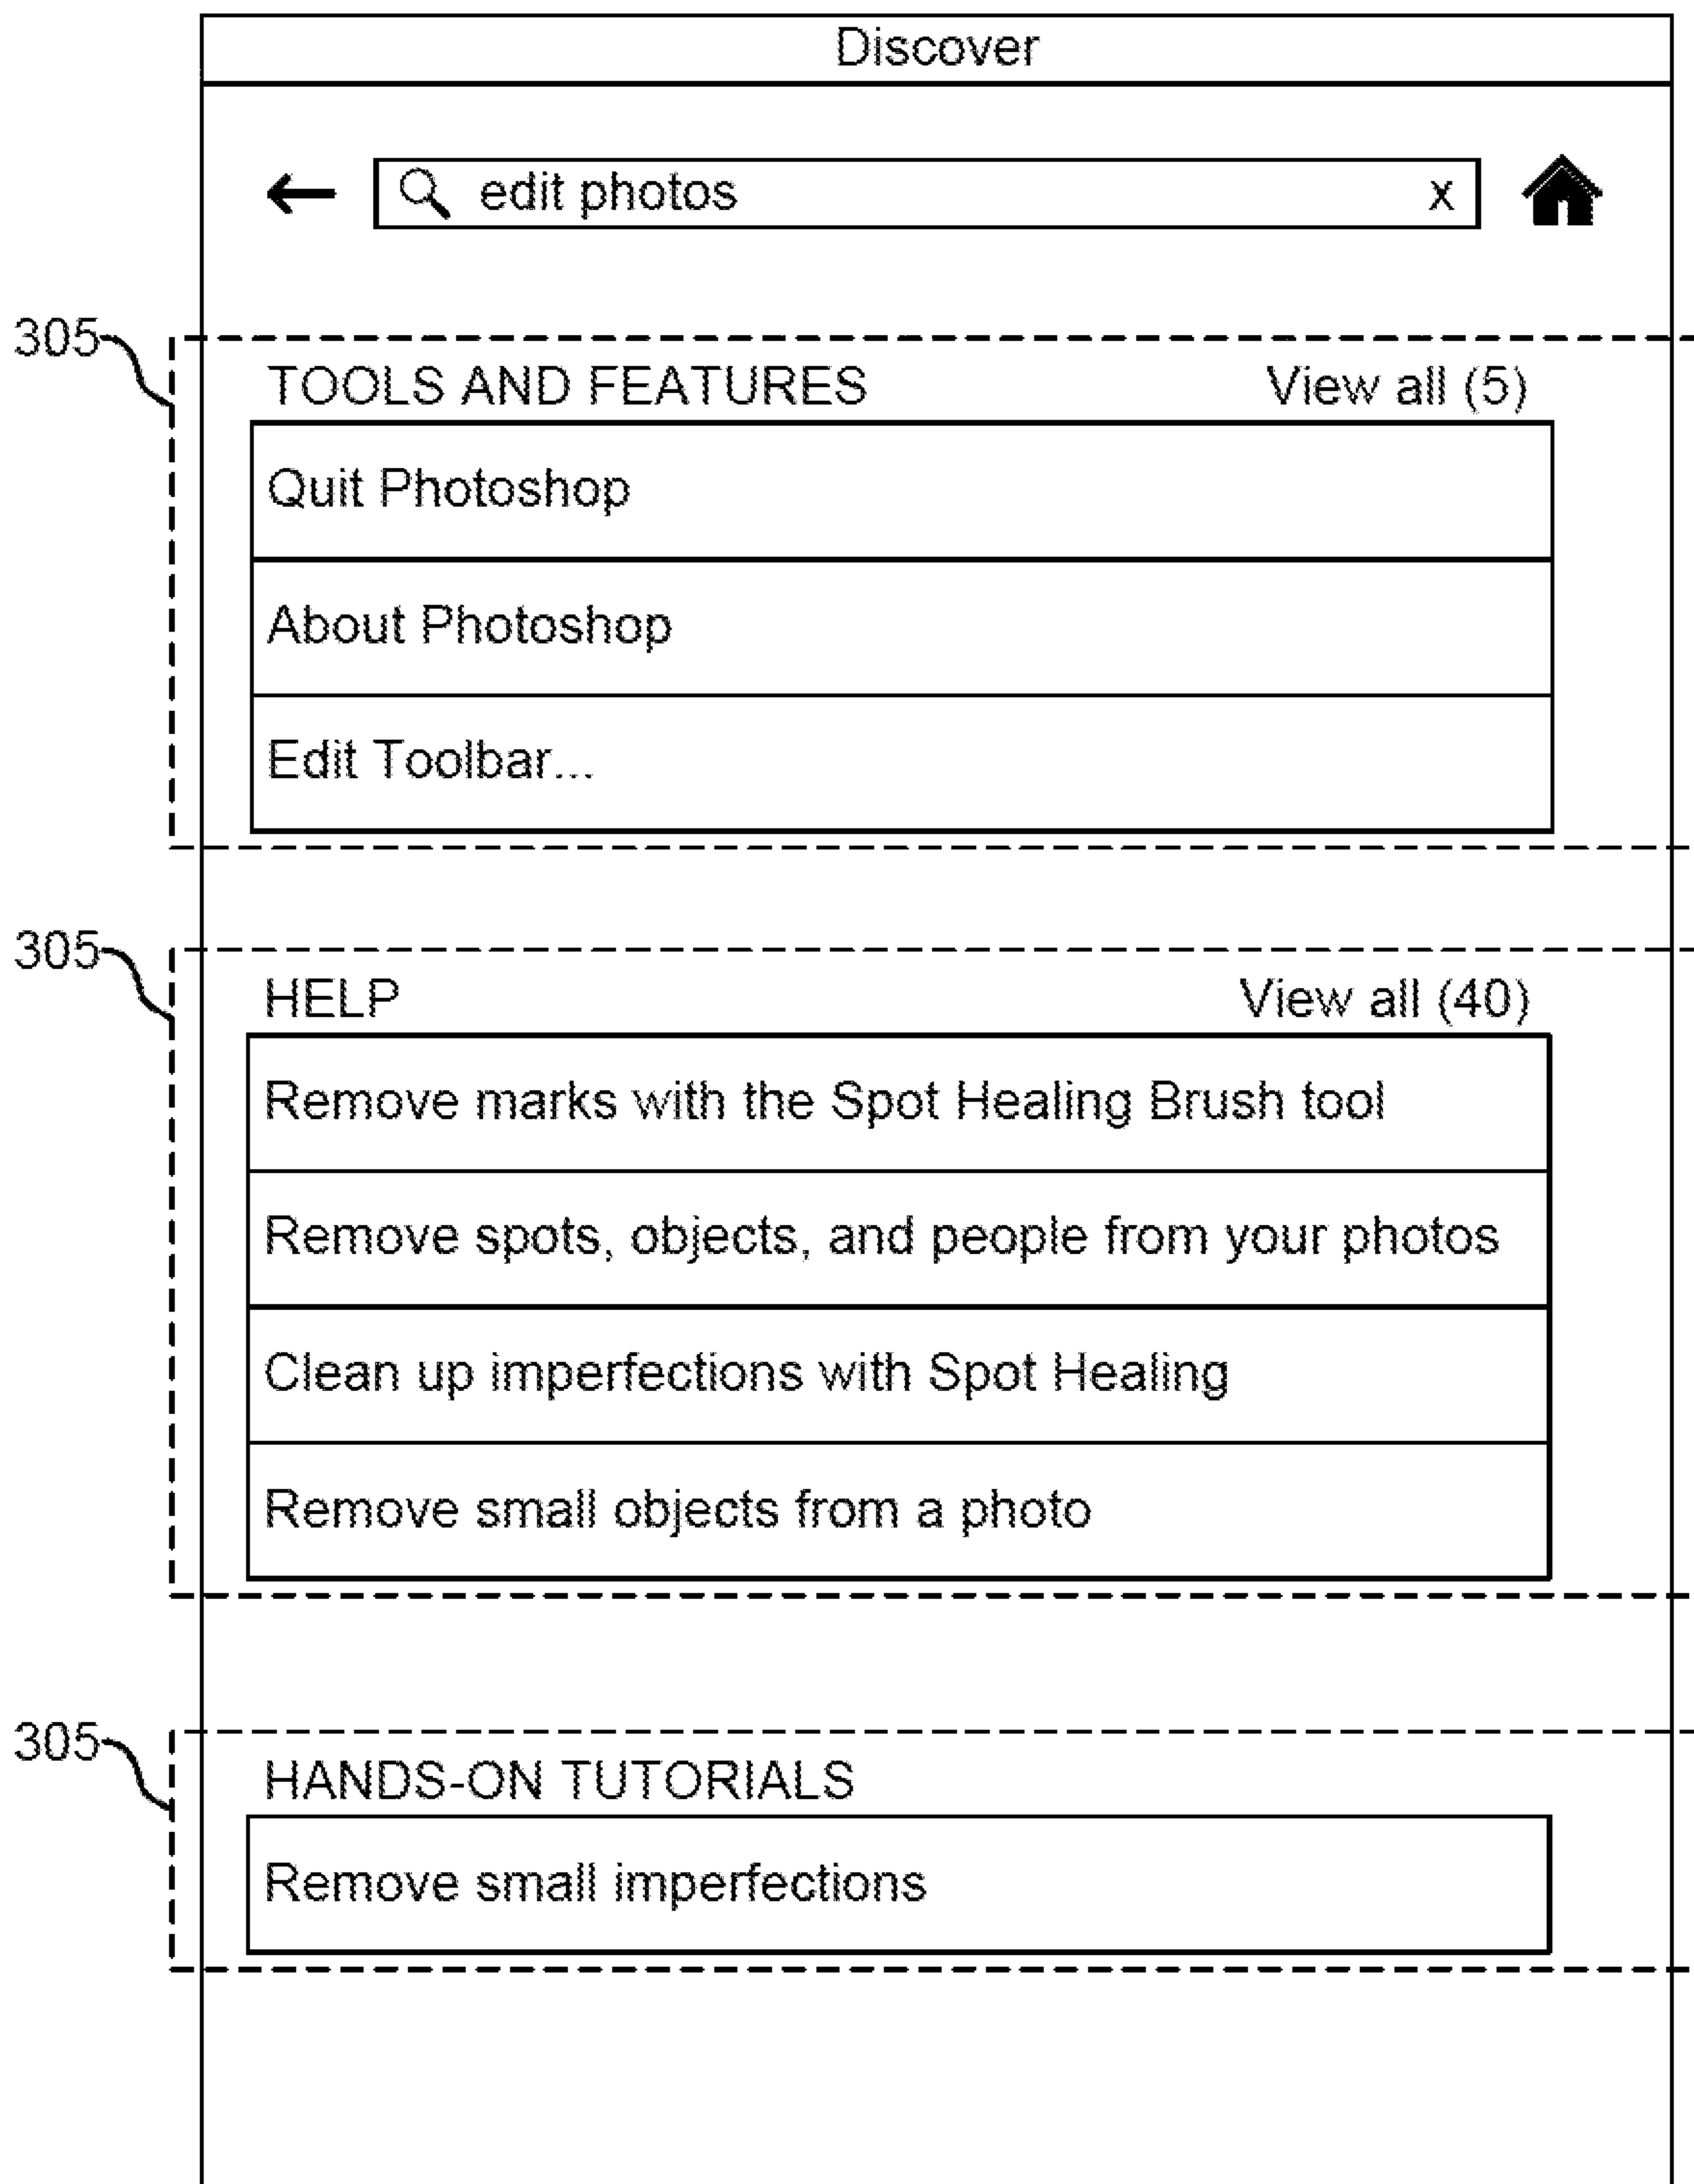 Discover
edit photos x
305
TOOLS AND FEATURES View all (5)
Quit Photoshop
About Photoshop
Edit Toolbar...
305
HELP View all (40)
Remove marks with the Spot Healing Brush tool
Remove spots, objects, and people from your photos
Clean up imperfections with Spot Healing
Remove small objects from a photo
305
HANDS-ON TUTORIALS
Remove small imperfections